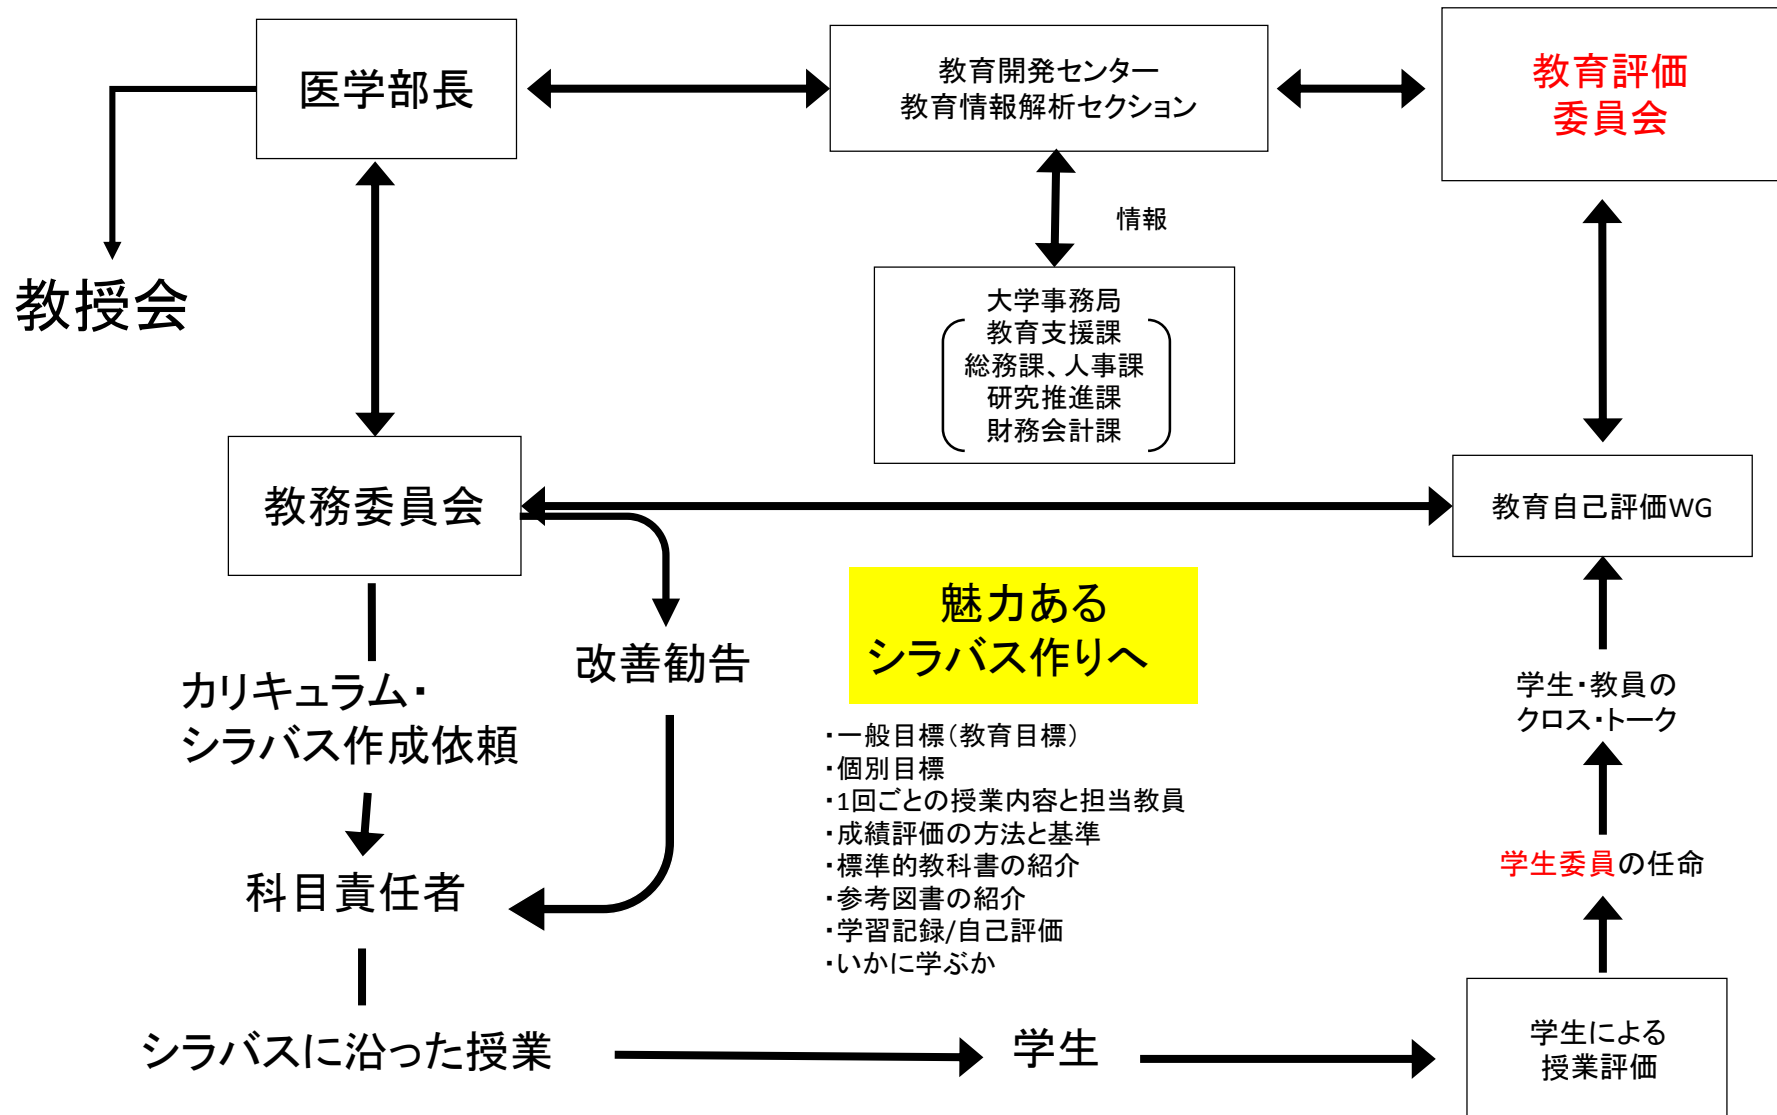 医学部長
教育開発センター
教育情報解析セクション
教育評価
委員会
情報
教授会
大学事務局
教育支援課
総務課、人事課
研究推進課
財務会計課
教務委員会
教育自己評価WG
魅力ある
シラバス作りへ
改善勧告
カリキュラム・
シラバス作成依頼
学生・教員の
クロス・トーク
・一般目標（教育目標）
・個別目標
・1回ごとの授業内容と担当教員
・成績評価の方法と基準
・標準的教科書の紹介
・参考図書の紹介
・学習記録/自己評価
・いかに学ぶか
学生委員の任命
科目責任者
シラバスに沿った授業
学生
学生による
授業評価